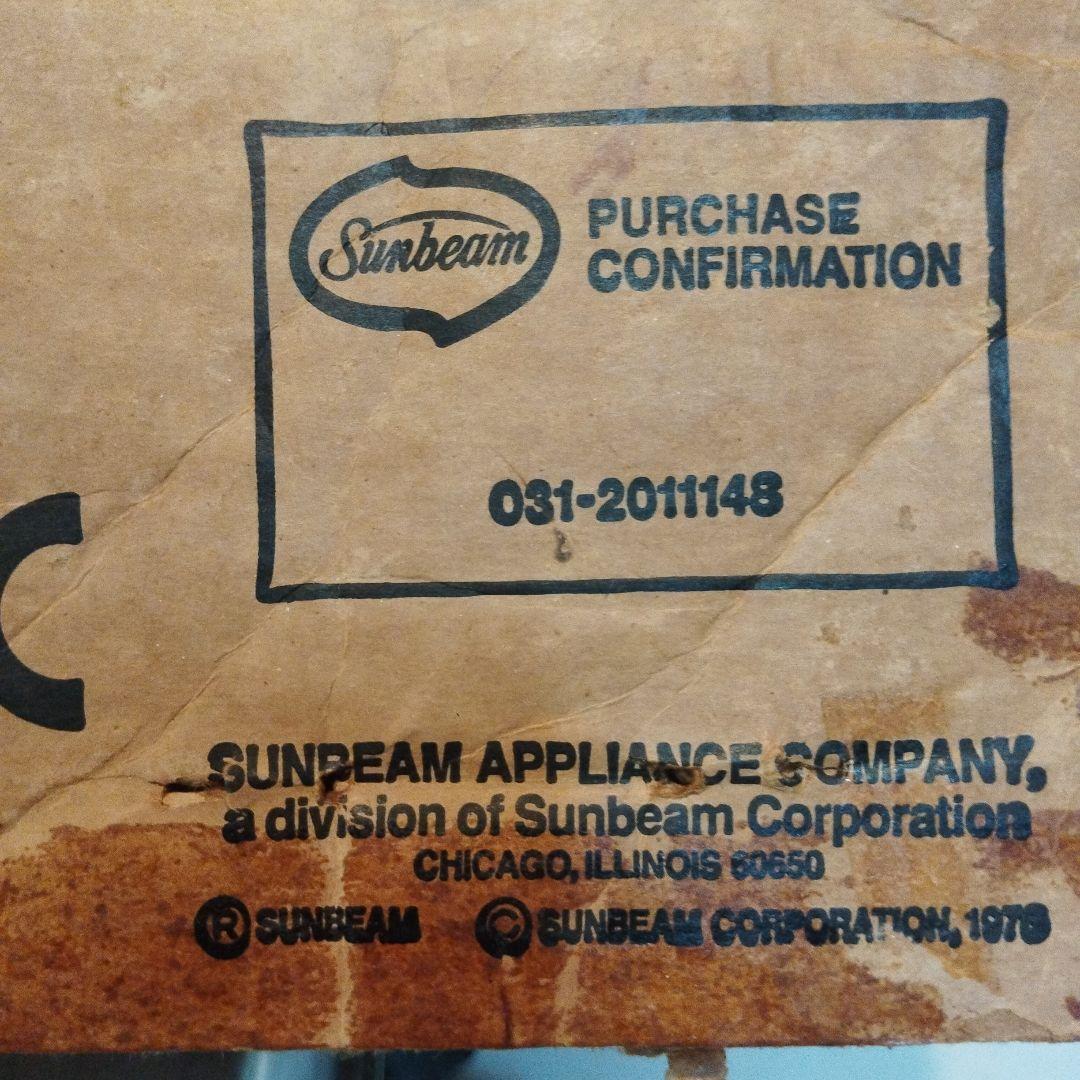 Sunbeam
PURCHASE
CONFIRMATION
031-2011148
C
SUNBEAM APPLIANCE COMPANY,
a division of Sunbeam Corporation
CHICAGO, ILLINOIS 60650
® SUNBEAM © SUNBEAM CORPORATION, 1978